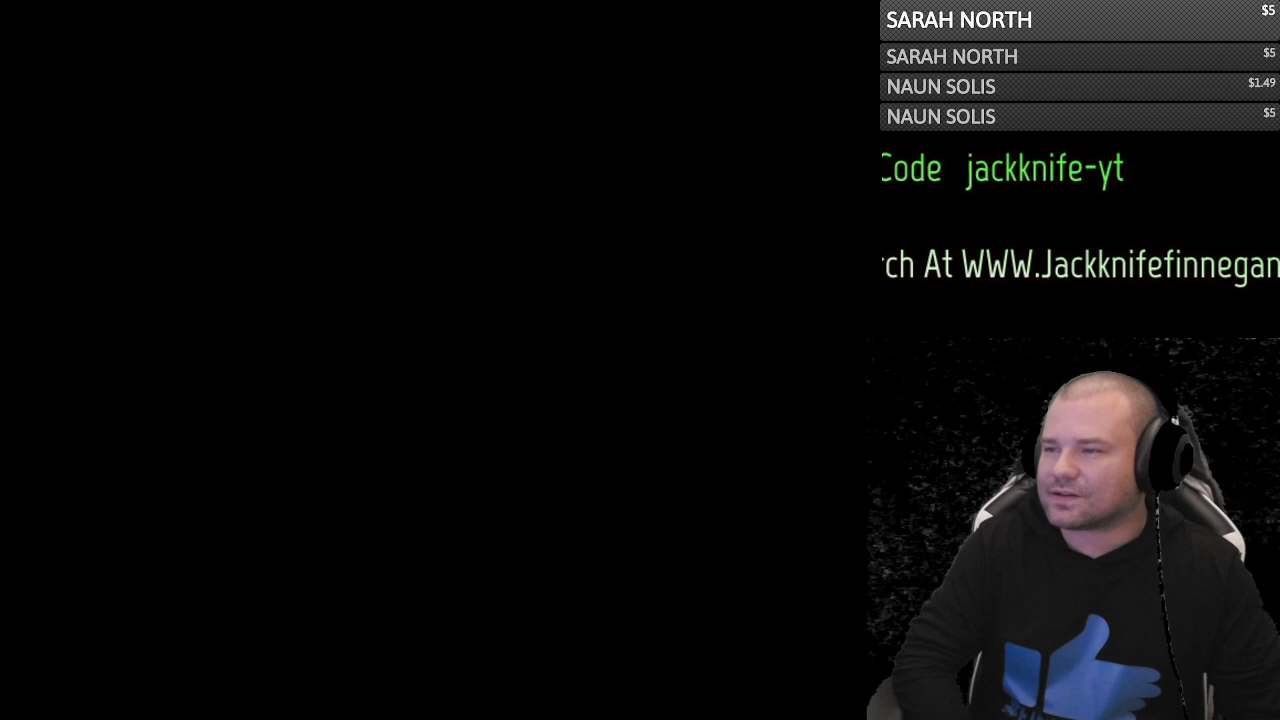 SARAH NORTH $5
SARAH NORTH $5
NAUN SOLIS $1.49
NAUN SOLIS $5
Code jackknife-yt
rch At WWW.Jackknifefinnegan